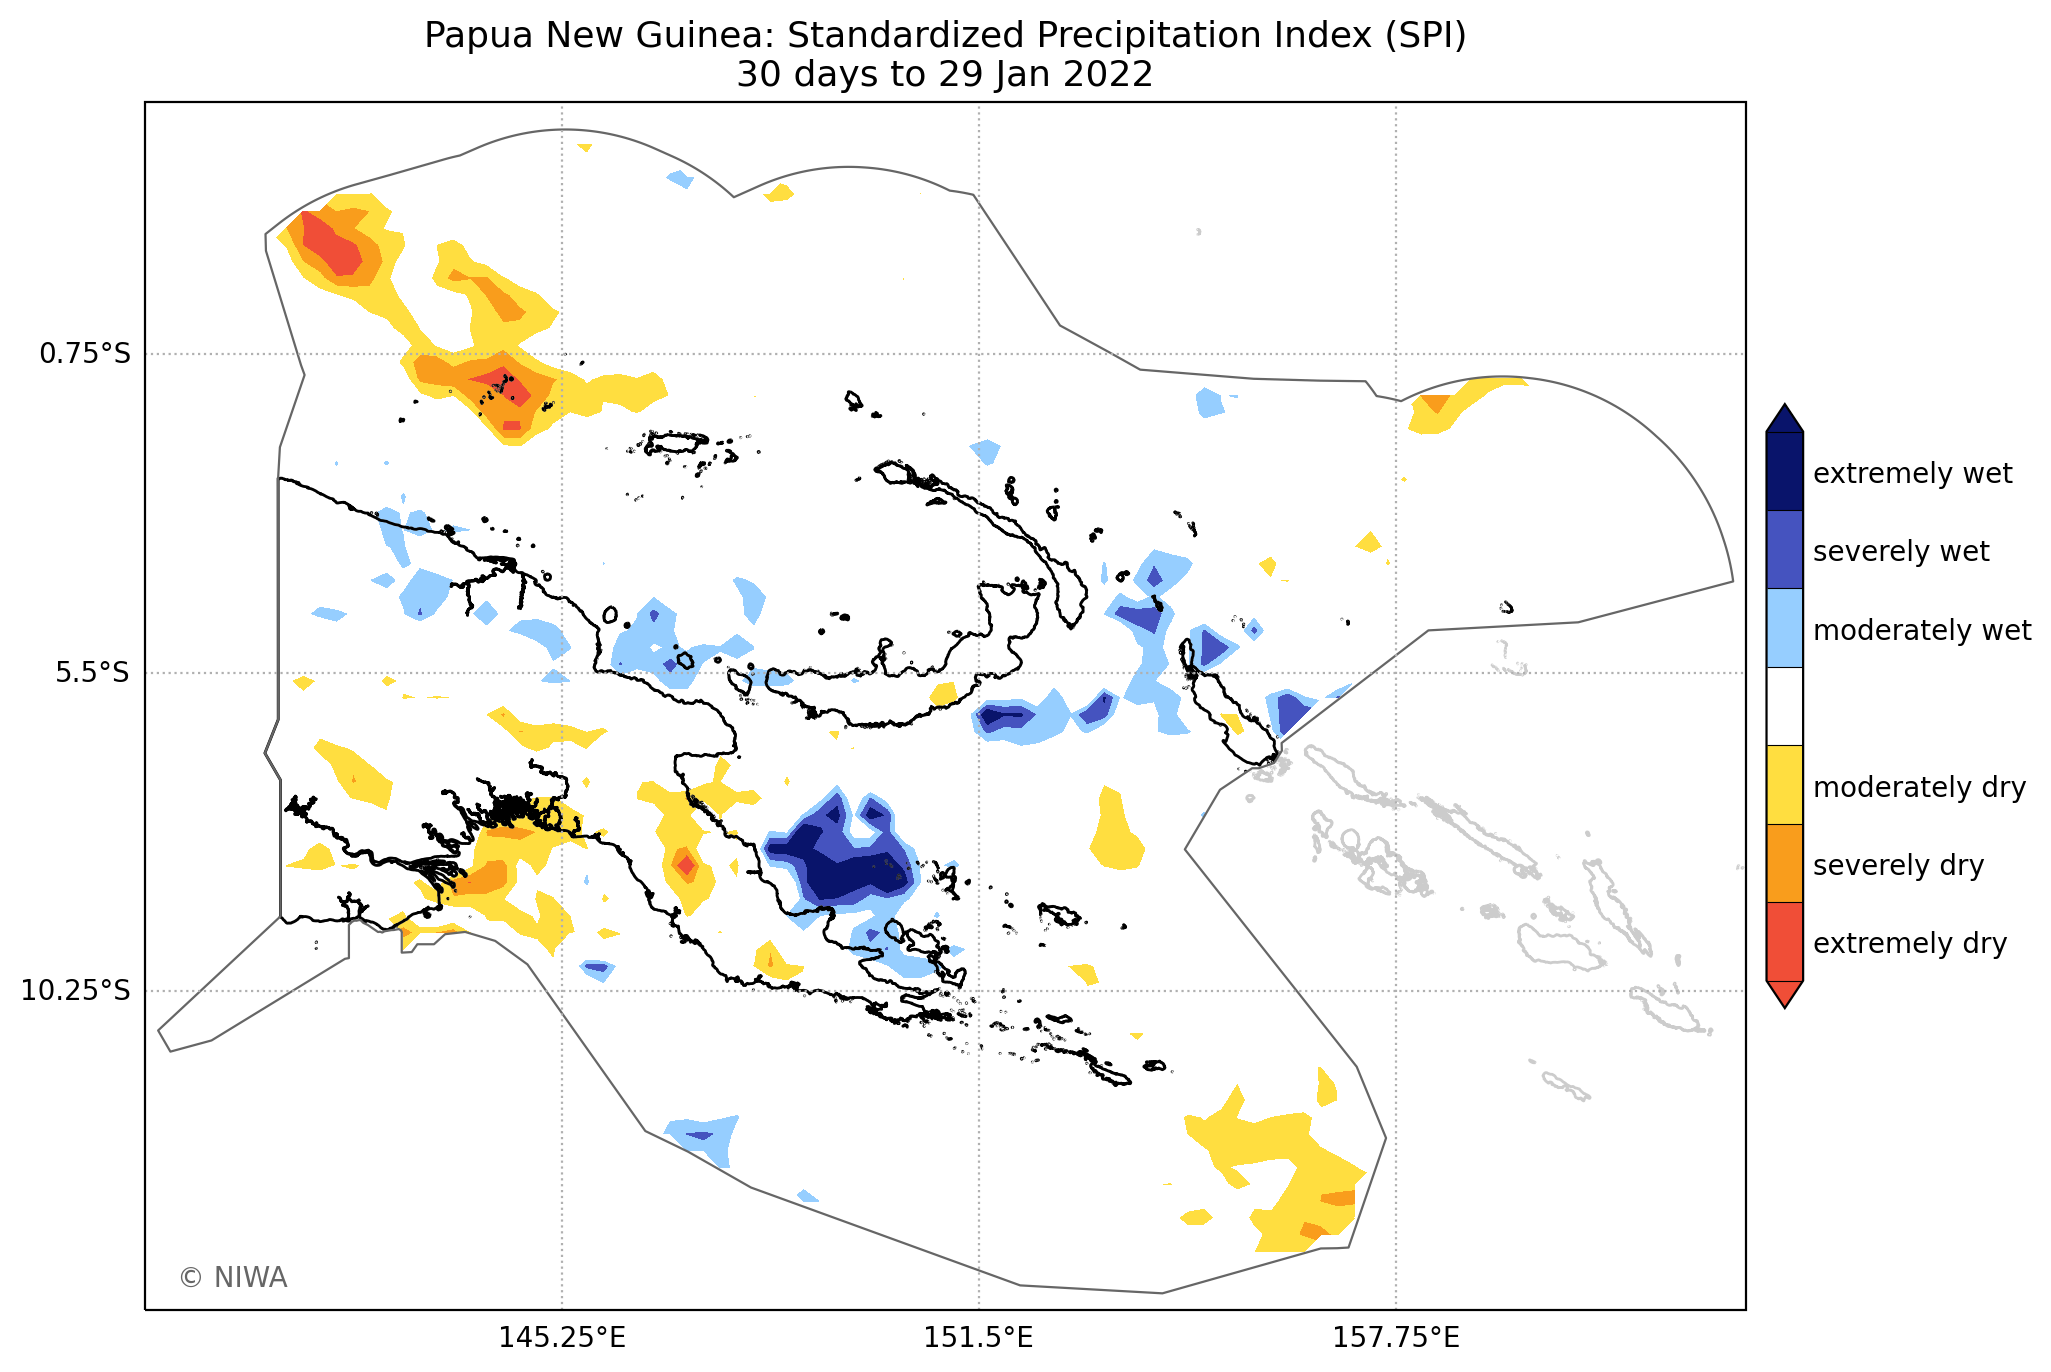 Papua New Guinea: Standardized Precipitation Index (SPI)
30 days to 29 Jan 2022
0.75°S
5.5°S
10.25°S
145.25°E
151.5°E
157.75°E
extremely wet
severely wet
moderately wet
moderately dry
severely dry
extremely dry
© NIWA